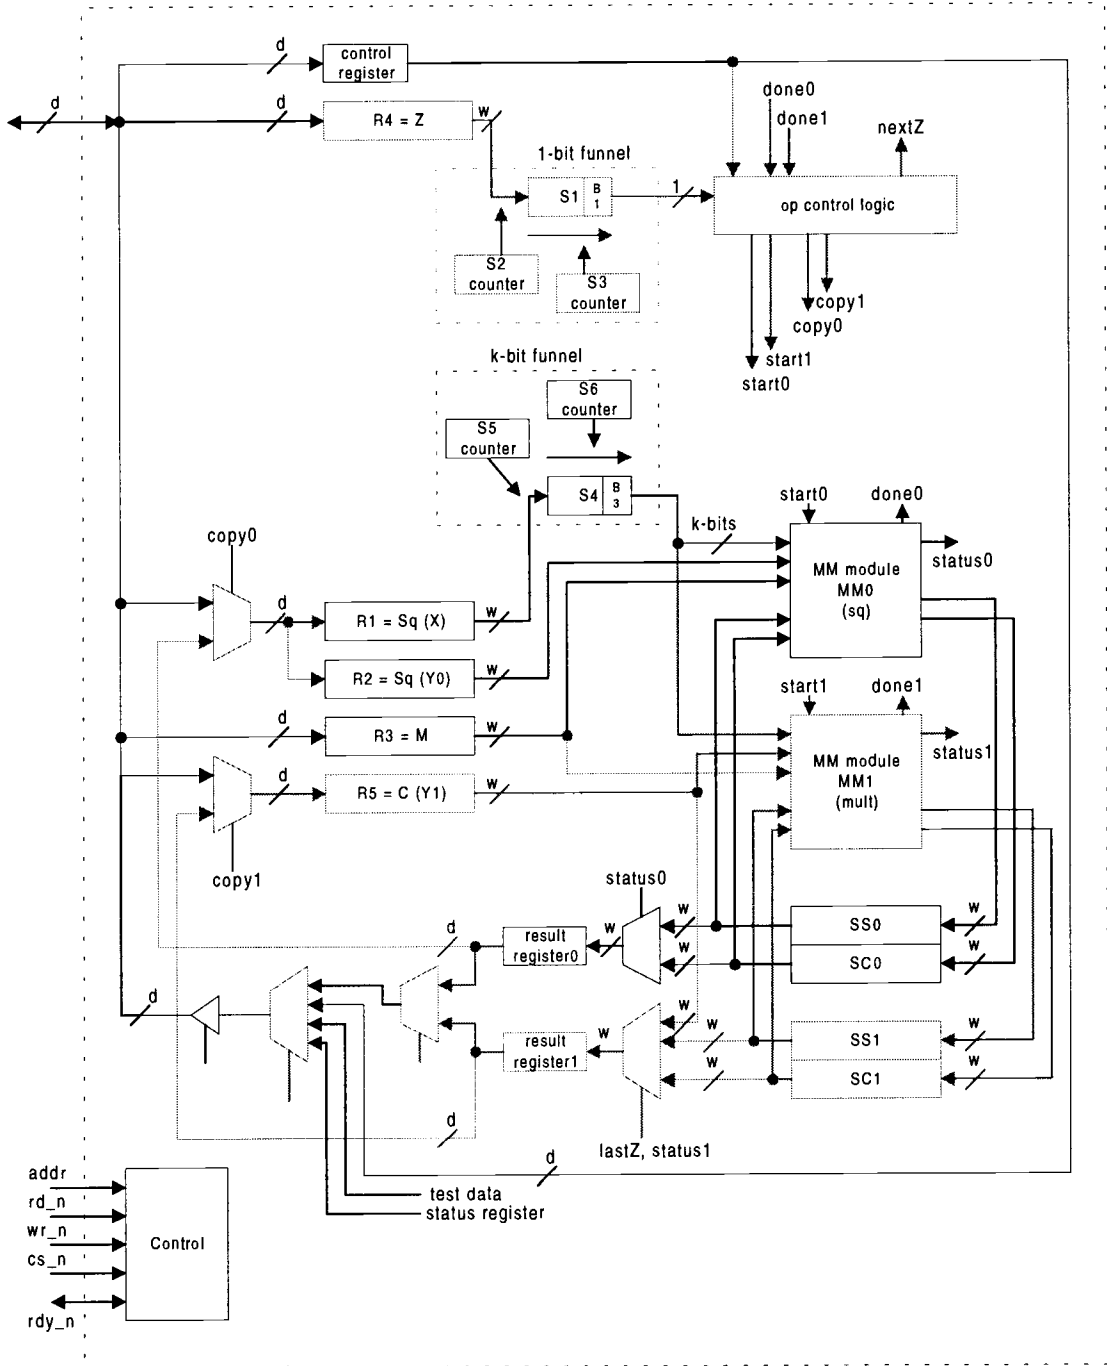 d
control
register
d
d
R4 = Z
w
done0
done1
nextZ
1-bit funnel
S1
B
1
1
op control logic
S2
counter
S3
counter
copy1
copy0
start1
start0
k-bit funnel
S6
counter
S5
counter
S4
B
3
k-bits
start0
done0
status0
MM module
MM0
(sq)
copy0
d
R1 = Sq (X)
w
R2 = Sq (Y0)
w
start1
done1
status1
d
R3 = M
w
MM module
MM1
(mult)
d
R5 = C (Y1)
w
copy1
status0
w
SS0
w
d
result
register0
w
w
SC0
w
d
w
w
SS1
w
result
register1
w
w
SC1
w
d
lastZ, status1
d
test data
status register
addr
rd_n
wr_n
cs_n
rdy_n
Control